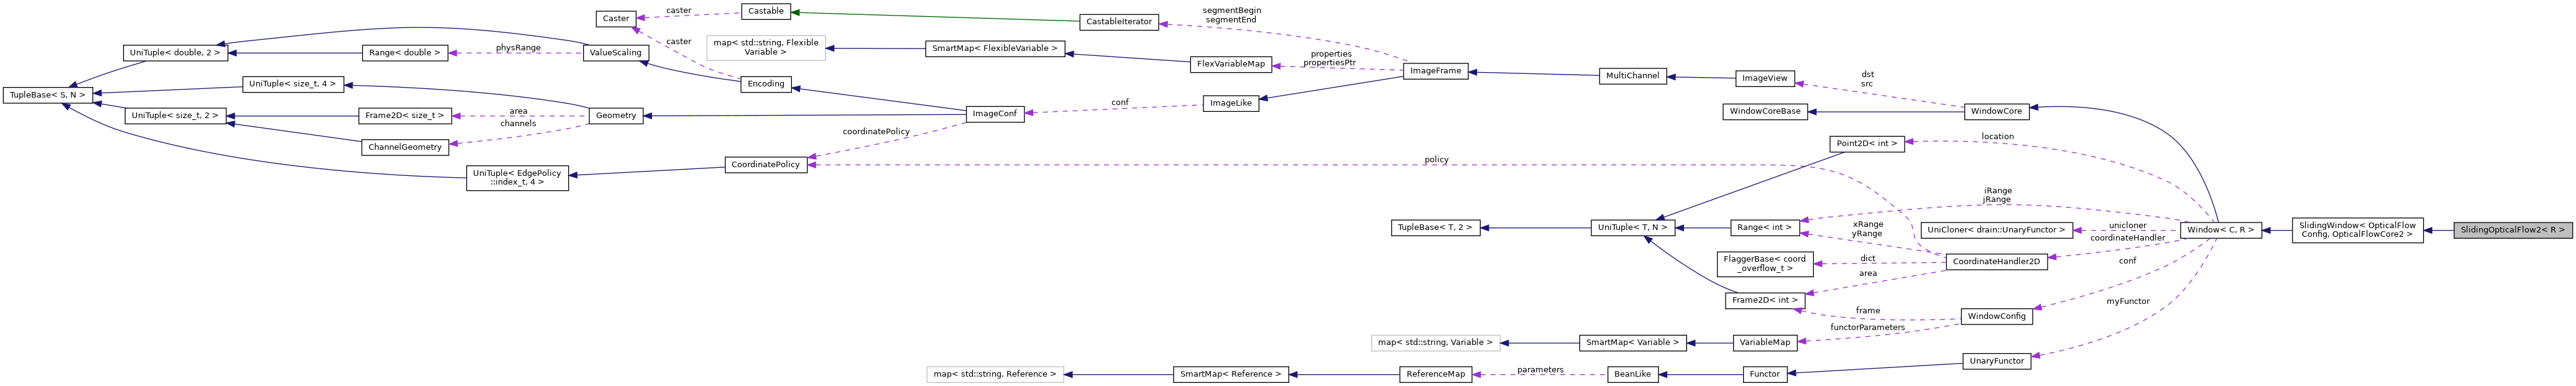 Caster
caster
Castable
CastableIterator
segmentBegin
segmentEnd
UniTuple< double, 2 >
Range< double >
physRange
ValueScaling
caster
map< std::string, Flexible
Variable >
SmartMap< FlexibleVariable >
FlexVariableMap
properties
propertiesPtr
ImageFrame
MultiChannel
ImageView
dst
src
TupleBase< S, N >
UniTuple< size_t, 4 >
Encoding
ImageLike
conf
ImageConf
UniTuple< size_t, 2 >
Frame2D< size_t >
area
channels
Geometry
ChannelGeometry
WindowCoreBase
WindowCore
coordinatePolicy
CoordinatePolicy
UniTuple< EdgePolicy
::index_t, 4 >
policy
Point2D< int >
location
iRange
jRange
TupleBase< T, 2 >
UniTuple< T, N >
Range< int >
xRange
yRange
UniCloner< drain::UnaryFunctor >
unicloner
coordinateHandler
Window< C, R >
SlidingWindow< OpticalFlow
Config, OpticalFlowCore2 >
SlidingOpticalFlow2< R >
FlaggerBase< coord
_overflow_t >
dict
area
CoordinateHandler2D
conf
Frame2D< int >
frame
functorParameters
WindowConfig
myFunctor
map< std::string, Variable >
SmartMap< Variable >
VariableMap
UnaryFunctor
map< std::string, Reference >
SmartMap< Reference >
ReferenceMap
parameters
BeanLike
Functor